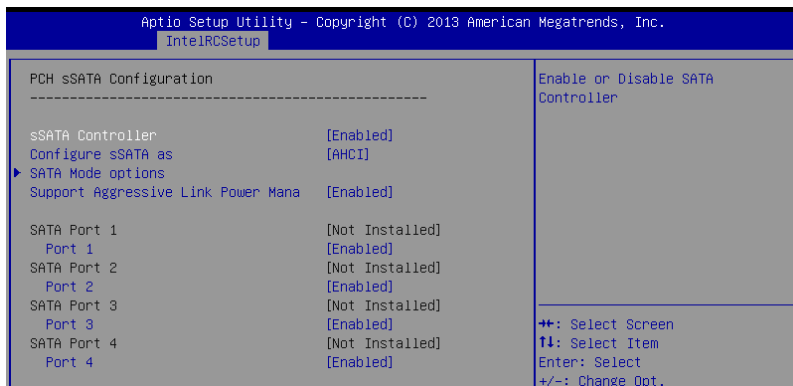 Aptio Setup Utility – Copyright (C) 2013 American Megatrends, Inc.
IntelRCSetup
PCH sSATA Configuration
--------------------------------------------------
sSATA Controller [Enabled]
Configure sSATA as [AHCI]
SATA Mode options
Support Aggressive Link Power Mana [Enabled]
SATA Port 1 [Not Installed]
Port 1 [Enabled]
SATA Port 2 [Not Installed]
Port 2 [Enabled]
SATA Port 3 [Not Installed]
Port 3 [Enabled]
SATA Port 4 [Not Installed]
Port 4 [Enabled]
Enable or Disable SATA
Controller
→←: Select Screen
↑↓: Select Item
Enter: Select
+/-: Change Opt.